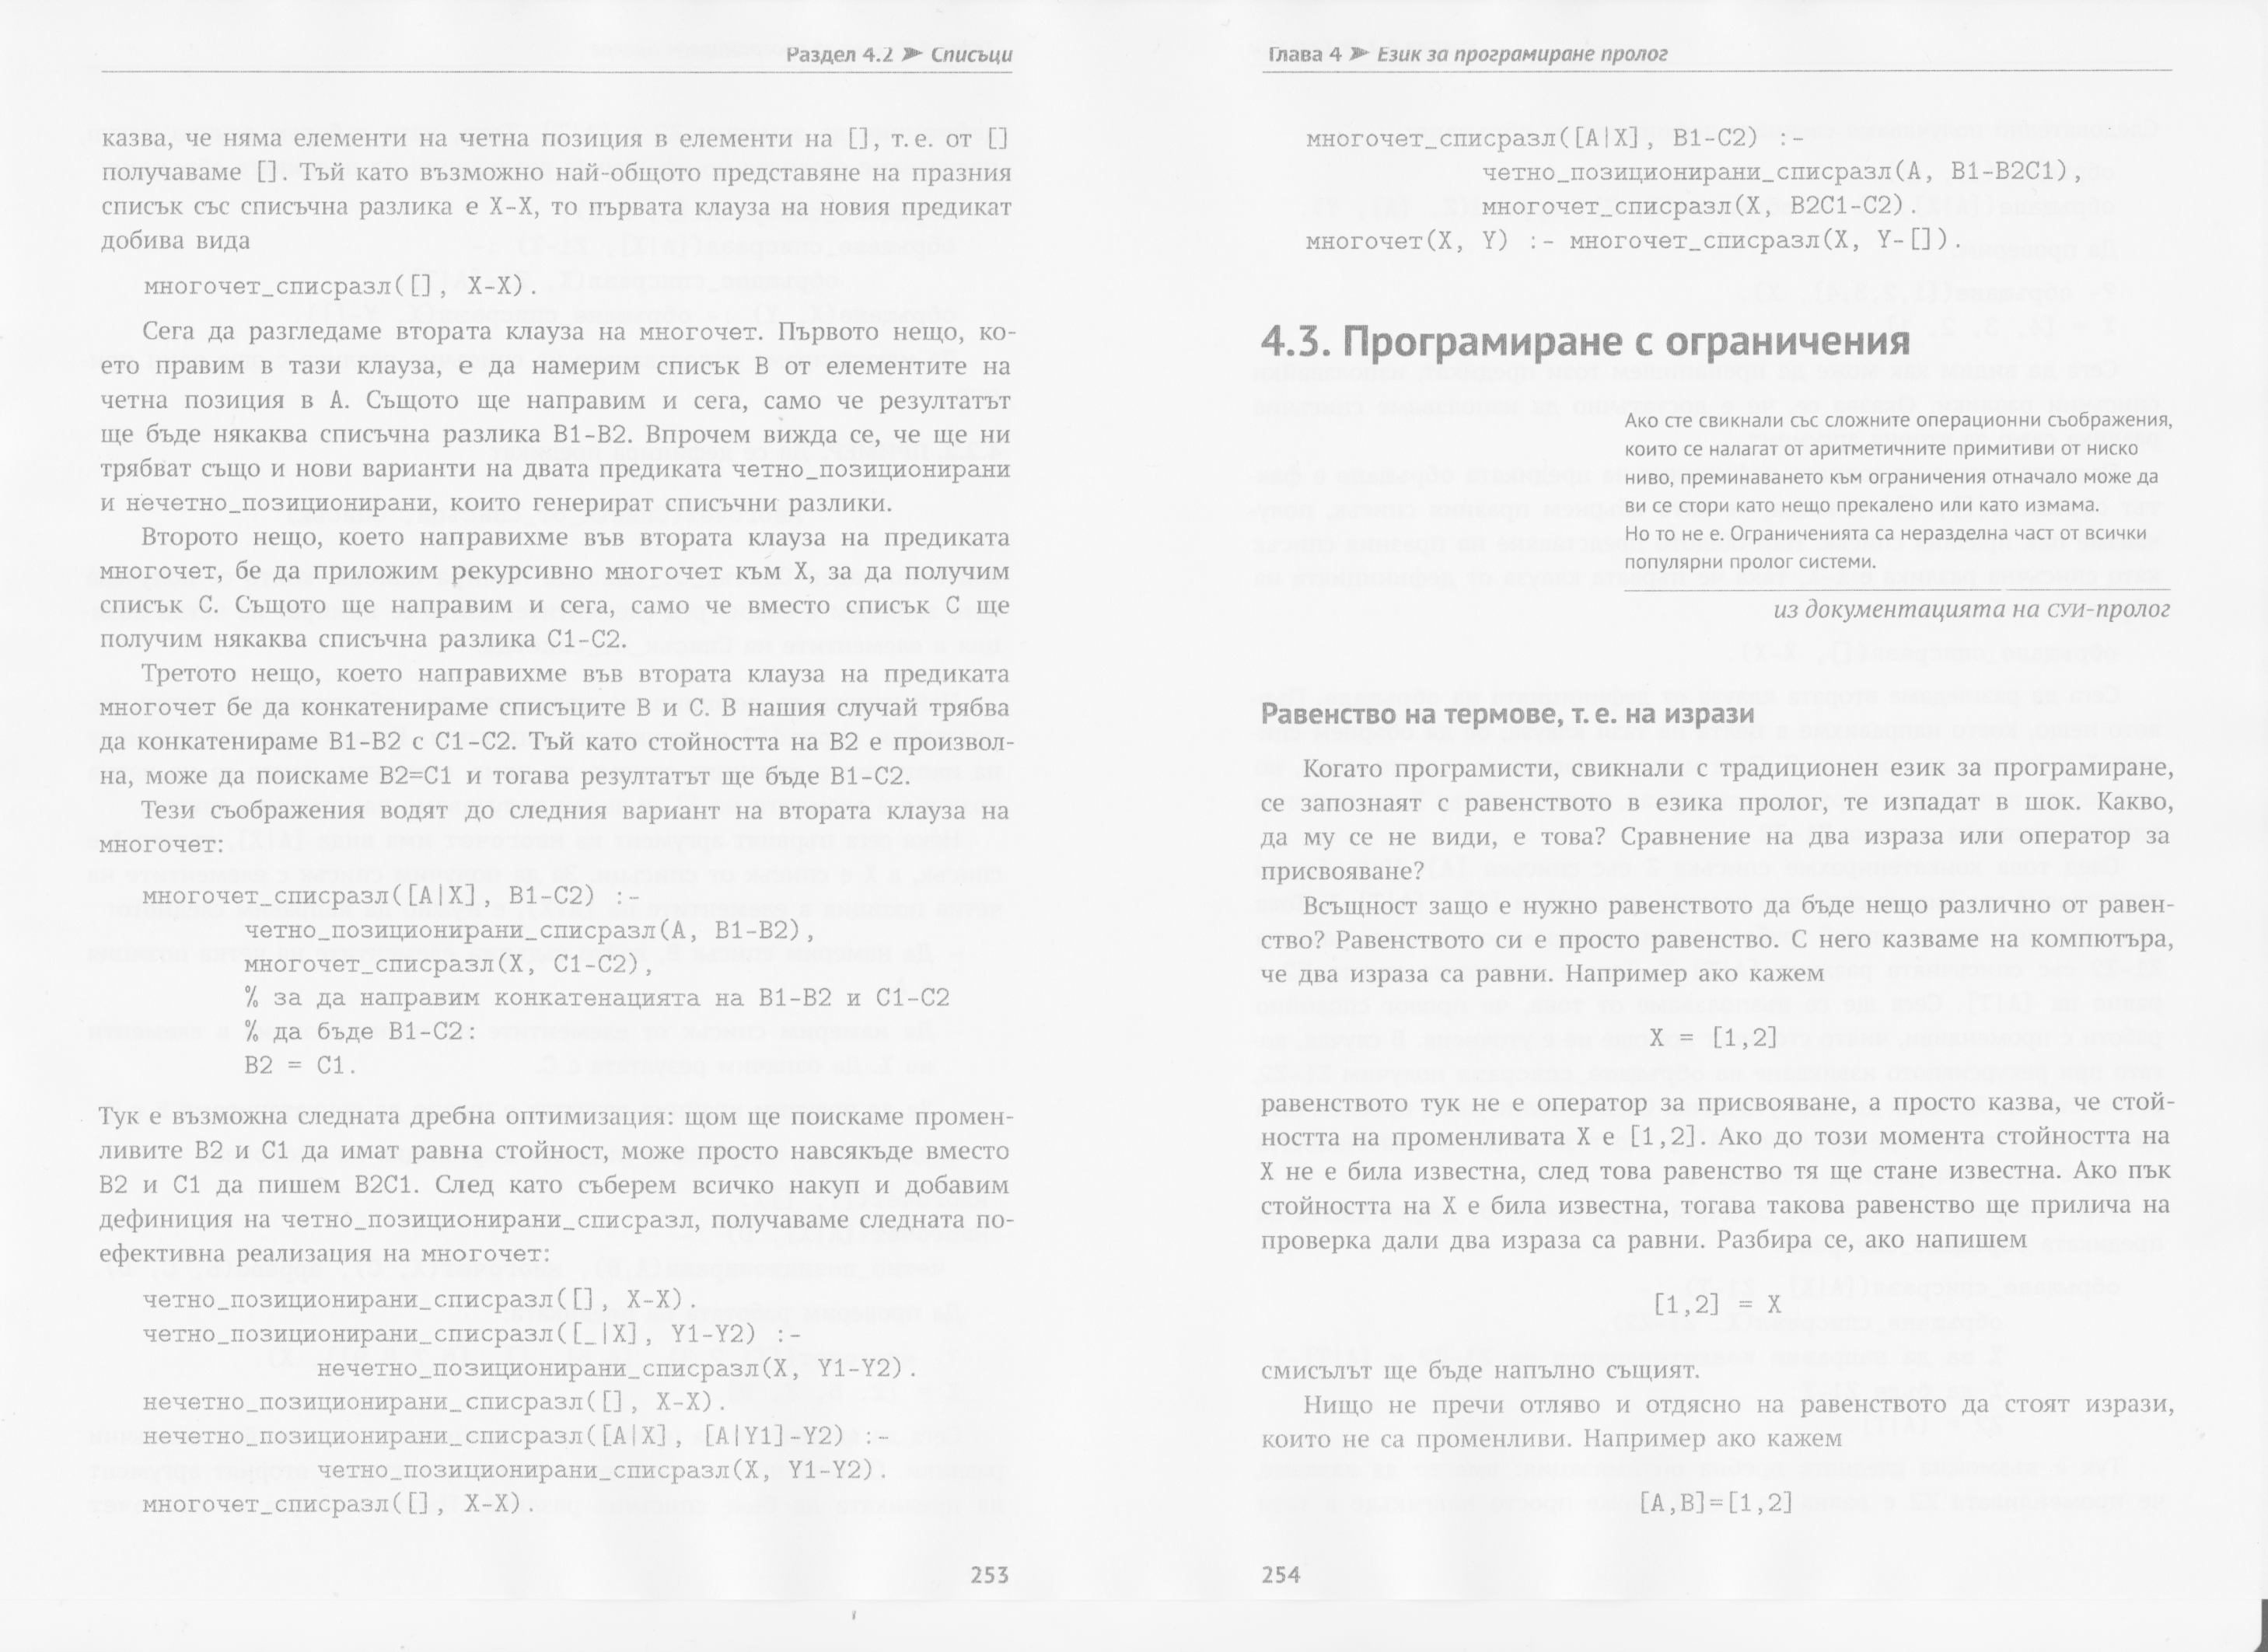 Раздел 4.2 ➤ Списъци
казва, че няма елементи на четна позиция в елементи на [], т. е. от []
получаваме []. Тъй като възможно най-общото представяне на празния
списък със списъчна разлика е X-X, то първата клауза на новия предикат
добива вида
многочет_списразл([], X-X).
Сега да разгледаме втората клауза на многочет. Първото нещо, ко-
ето правим в тази клауза, е да намерим списък B от елементите на
четна позиция в A. Същото ще направим и сега, само че резултатът
ще бъде някаква списъчна разлика B1-B2. Впрочем вижда се, че ще ни
трябват също и нови варианти на двата предиката четно_позиционирани
и нечетно_позиционирани, които генерират списъчни разлики.
Второто нещо, което направихме във втората клауза на предиката
многочет, бе да приложим рекурсивно многочет към X, за да получим
списък C. Същото ще направим и сега, само че вместо списък C ще
получим някаква списъчна разлика C1-C2.
Третото нещо, което направихме във втората клауза на предиката
многочет бе да конкатенираме списъците B и C. В нашия случай трябва
да конкатенираме B1-B2 с C1-C2. Тъй като стойността на B2 е произвол-
на, може да поискаме B2=C1 и тогава резултатът ще бъде B1-C2.
Тези съображения водят до следния вариант на втората клауза на
многочет:
многочет_списразл([A|X], B1-C2) :-
четно_позиционирани_списразл(A, B1-B2),
многочет_списразл(X, C1-C2),
% за да направим конкатенацията на B1-B2 и C1-C2
% да бъде B1-C2:
B2 = C1.
Тук е възможна следната дребна оптимизация: щом ще поискаме промен-
ливите B2 и C1 да имат равна стойност, може просто навсякъде вместо
B2 и C1 да пишем B2C1. След като съберем всичко накуп и добавим
дефиниция на четно_позиционирани_списразл, получаваме следната по-
ефективна реализация на многочет:
четно_позиционирани_списразл([], X-X).
четно_позиционирани_списразл([_|X], Y1-Y2) :-
нечетно_позиционирани_списразл(X, Y1-Y2).
нечетно_позиционирани_списразл([], X-X).
нечетно_позиционирани_списразл([A|X], [A|Y1]-Y2) :-
четно_позиционирани_списразл(X, Y1-Y2).
многочет_списразл([], X-X).
253
Глава 4 ➤ Език за програмиране пролог
многочет_списразл([A|X], B1-C2) :-
четно_позиционирани_списразл(A, B1-B2C1),
многочет_списразл(X, B2C1-C2).
многочет(X, Y) :- многочет_списразл(X, Y-[]).
4.3. Програмиране с ограничения
Ако сте свикнали със сложните операционни съображения,
които се налагат от аритметичните примитиви от ниско
ниво, преминаването към ограничения отначало може да
ви се стори като нещо прекалено или като измама.
Но то не е. Ограниченията са неразделна част от всички
популярни пролог системи.
из документацията на СУИ-пролог
Равенство на термове, т. е. на изрази
Когато програмисти, свикнали с традиционен език за програмиране,
се запознаят с равенството в езика пролог, те изпадат в шок. Какво,
да му се не види, е това? Сравнение на два израза или оператор за
присвояване?
Всъщност защо е нужно равенството да бъде нещо различно от равен-
ство? Равенството си е просто равенство. С него казваме на компютъра,
че два израза са равни. Например ако кажем
X = [1,2]
равенството тук не е оператор за присвояване, а просто казва, че стой-
ността на променливата X е [1,2]. Ако до този момента стойността на
X не е била известна, след това равенство тя ще стане известна. Ако пък
стойността на X е била известна, тогава такова равенство ще прилича на
проверка дали два израза са равни. Разбира се, ако напишем
[1,2] = X
смисълът ще бъде напълно същият.
Нищо не пречи отляво и отдясно на равенството да стоят изрази,
които не са променливи. Например ако кажем
[A,B]=[1,2]
254